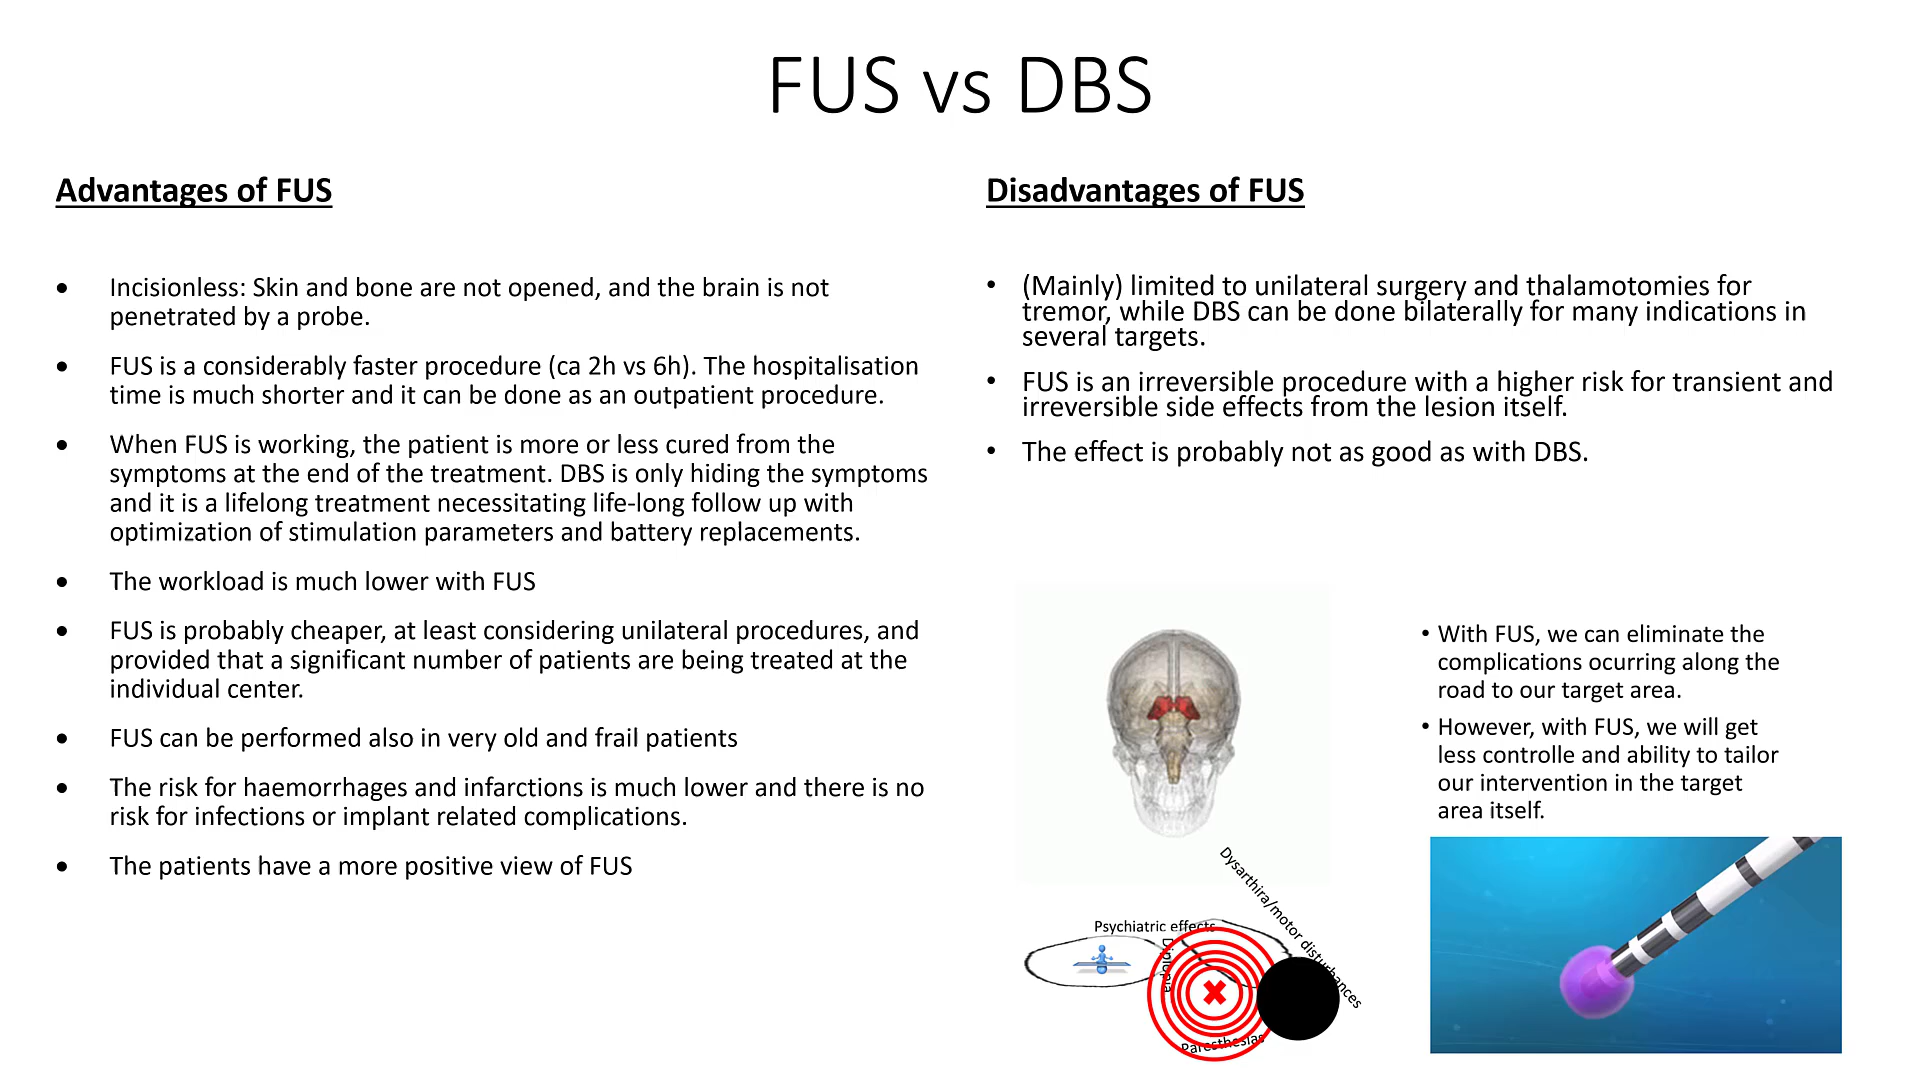 FUS vs DBS
Advantages of FUS
• Incisionless: Skin and bone are not opened, and the brain is not
penetrated by a probe.
• FUS is a considerably faster procedure (ca 2h vs 6h). The hospitalisation
time is much shorter and it can be done as an outpatient procedure.
• When FUS is working, the patient is more or less cured from the
symptoms at the end of the treatment. DBS is only hiding the symptoms
and it is a lifelong treatment necessitating life-long follow up with
optimization of stimulation parameters and battery replacements.
• The workload is much lower with FUS
• FUS is probably cheaper, at least considering unilateral procedures, and
provided that a significant number of patients are being treated at the
individual center.
• FUS can be performed also in very old and frail patients
• The risk for haemorrhages and infarctions is much lower and there is no
risk for infections or implant related complications.
• The patients have a more positive view of FUS
Disadvantages of FUS
• (Mainly) limited to unilateral surgery and thalamotomies for
tremor, while DBS can be done bilaterally for many indications in
several targets.
• FUS is an irreversible procedure with a higher risk for transient and
irreversible side effects from the lesion itself.
• The effect is probably not as good as with DBS.
• With FUS, we can eliminate the
complications ocurring along the
road to our target area.
• However, with FUS, we will get
less controlle and ability to tailor
our intervention in the target
area itself.
Dysarthira/motor disturbances
Psychiatric effects
Diplopia
Paresthesias